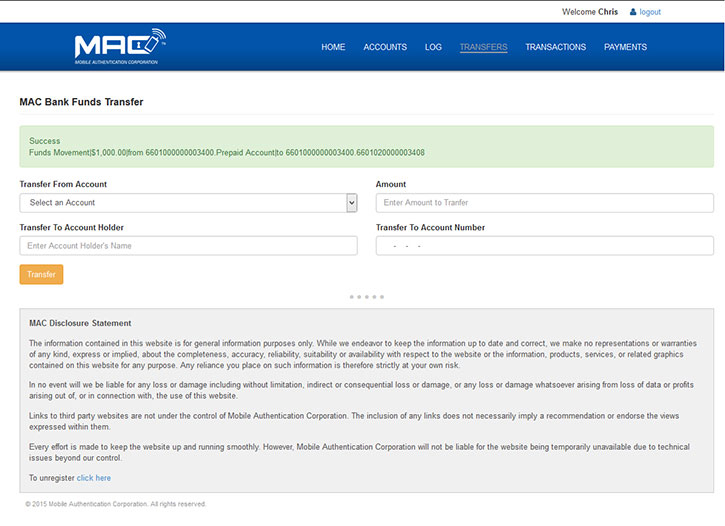 Welcome Chris logout
MAC TM
MOBILE AUTHENTICATION CORPORATION
HOME ACCOUNTS LOG TRANSFERS TRANSACTIONS PAYMENTS
MAC Bank Funds Transfer
Success
Funds Movement|$1,000.00|from 6601000000003400.Prepaid Account|to 6601000000003400.6601020000003408
Transfer From Account Amount
Select an Account Enter Amount to Tranfer
Transfer To Account Holder Transfer To Account Number
Enter Account Holder's Name - - -
Transfer
MAC Disclosure Statement
The information contained in this website is for general information purposes only. While we endeavor to keep the information up to date and correct, we make no representations or warranties
of any kind, express or implied, about the completeness, accuracy, reliability, suitability or availability with respect to the website or the information, products, services, or related graphics
contained on this website for any purpose. Any reliance you place on such information is therefore strictly at your own risk.
In no event will we be liable for any loss or damage including without limitation, indirect or consequential loss or damage, or any loss or damage whatsoever arising from loss of data or profits
arising out of, or in connection with, the use of this website.
Links to third party websites are not under the control of Mobile Authentication Corporation. The inclusion of any links does not necessarily imply a recommendation or endorse the views
expressed within them.
Every effort is made to keep the website up and running smoothly. However, Mobile Authentication Corporation will not be liable for the website being temporarily unavailable due to technical
issues beyond our control.
To unregister click here
© 2015 Mobile Authentication Corporation. All rights reserved.